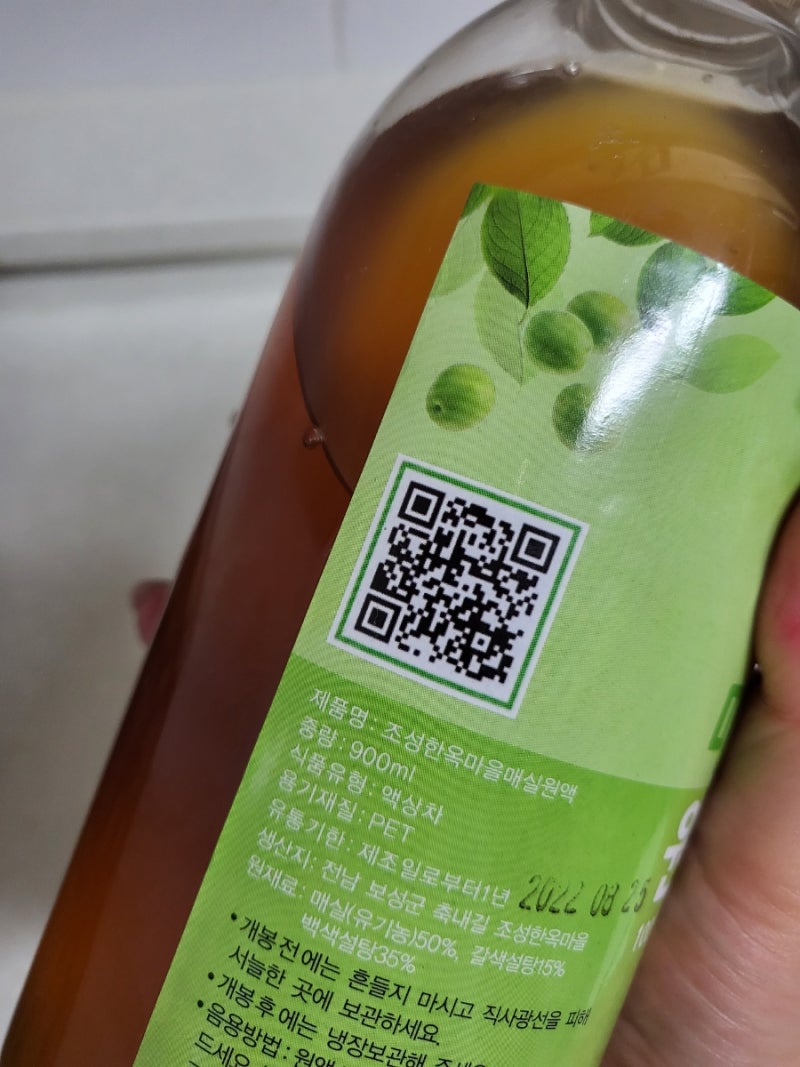 제품명 : 조성한옥마을매실원액
중량 : 900ml
식품유형 : 액상차
용기재질 : PET
유통기한 : 제조일로부터1년 2022 08 25
생산지 : 전남 보성군 축내길 조성한옥마을
원재료 : 매실(유기농)50%, 갈색설탕15%
백색설탕35%
• 개봉 전에는 흔들지 마시고 직사광선을 피해
서늘한 곳에 보관하세요.
• 개봉 후에는 냉장보관해
• 음용방법 : 원액
드세요